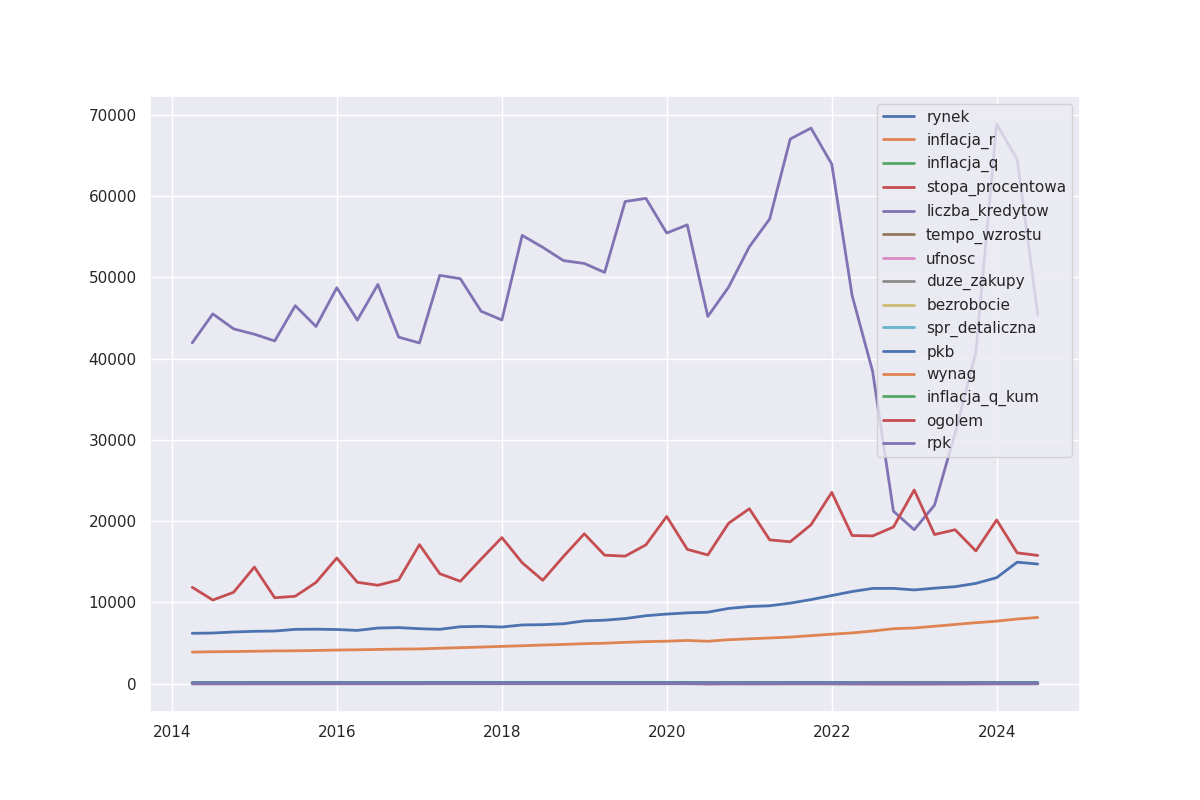 70000
60000
50000
40000
30000
20000
10000
0
2014 2016 2018 2020 2022 2024
rynek
inflacja_r
inflacja_q
stopa_procentowa
liczba_kredytow
tempo_wzrostu
ufnosc
duze_zakupy
bezrobocie
spr_detaliczna
pkb
wynag
inflacja_q_kum
ogolem
rpk